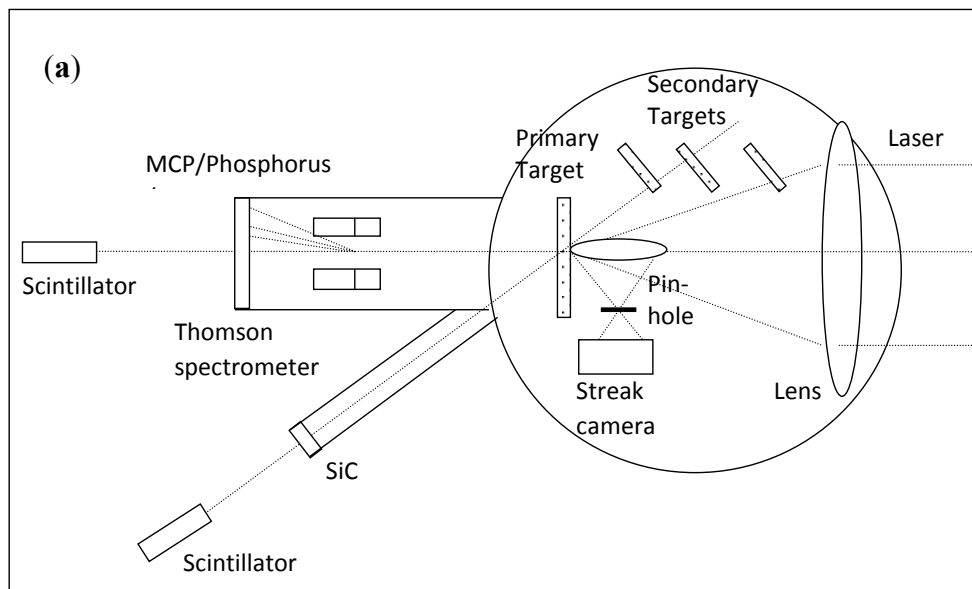 (a)
Secondary
Targets
Primary
Target
Laser
MCP/Phosphorus
Scintillator
Pin-
hole
Thomson
spectrometer
Streak
camera
Lens
SiC
Scintillator